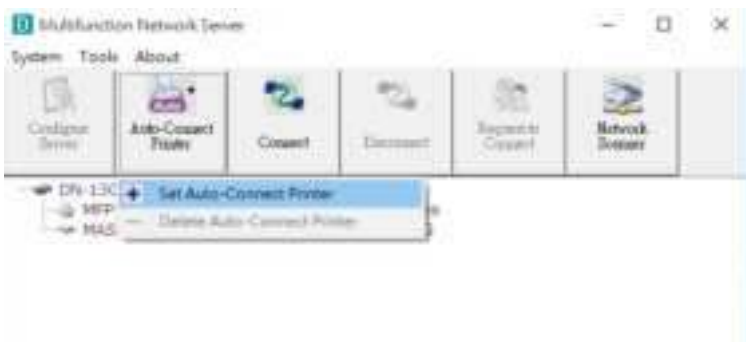 Multifunction Network Server
System Tools About
Configure Server
Auto-Connect Printer
Connect
Disconnect
Request to Connect
Network Scanner
DN-13C
+ Set Auto-Connect Printer
MFP
— Delete Auto-Connect Printer
MAS